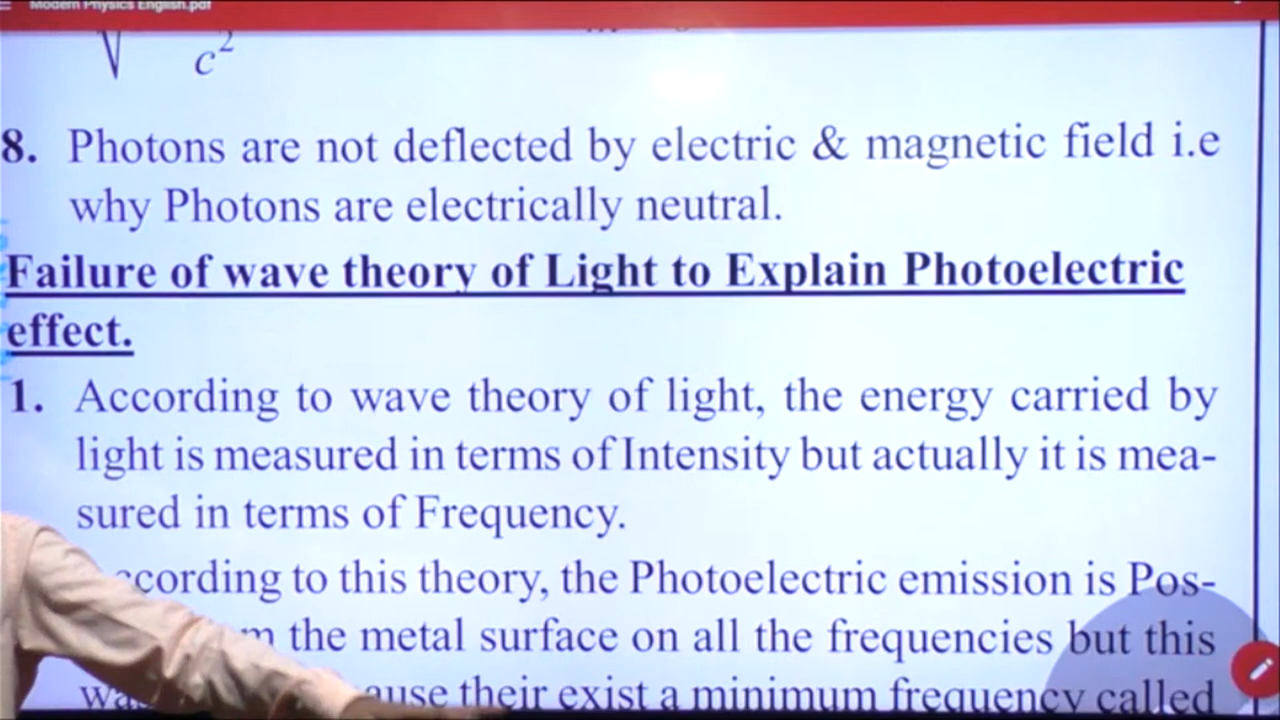 Modern Physics English.pdf
√ c²
8. Photons are not deflected by electric & magnetic field i.e
why Photons are electrically neutral.
Failure of wave theory of Light to Explain Photoelectric
effect.
1. According to wave theory of light, the energy carried by
light is measured in terms of Intensity but actually it is mea-
sured in terms of Frequency.
to this theory, the Photoelectric emission is Pos-
the metal surface on all the frequencies but this
their exist a minimum frequency called